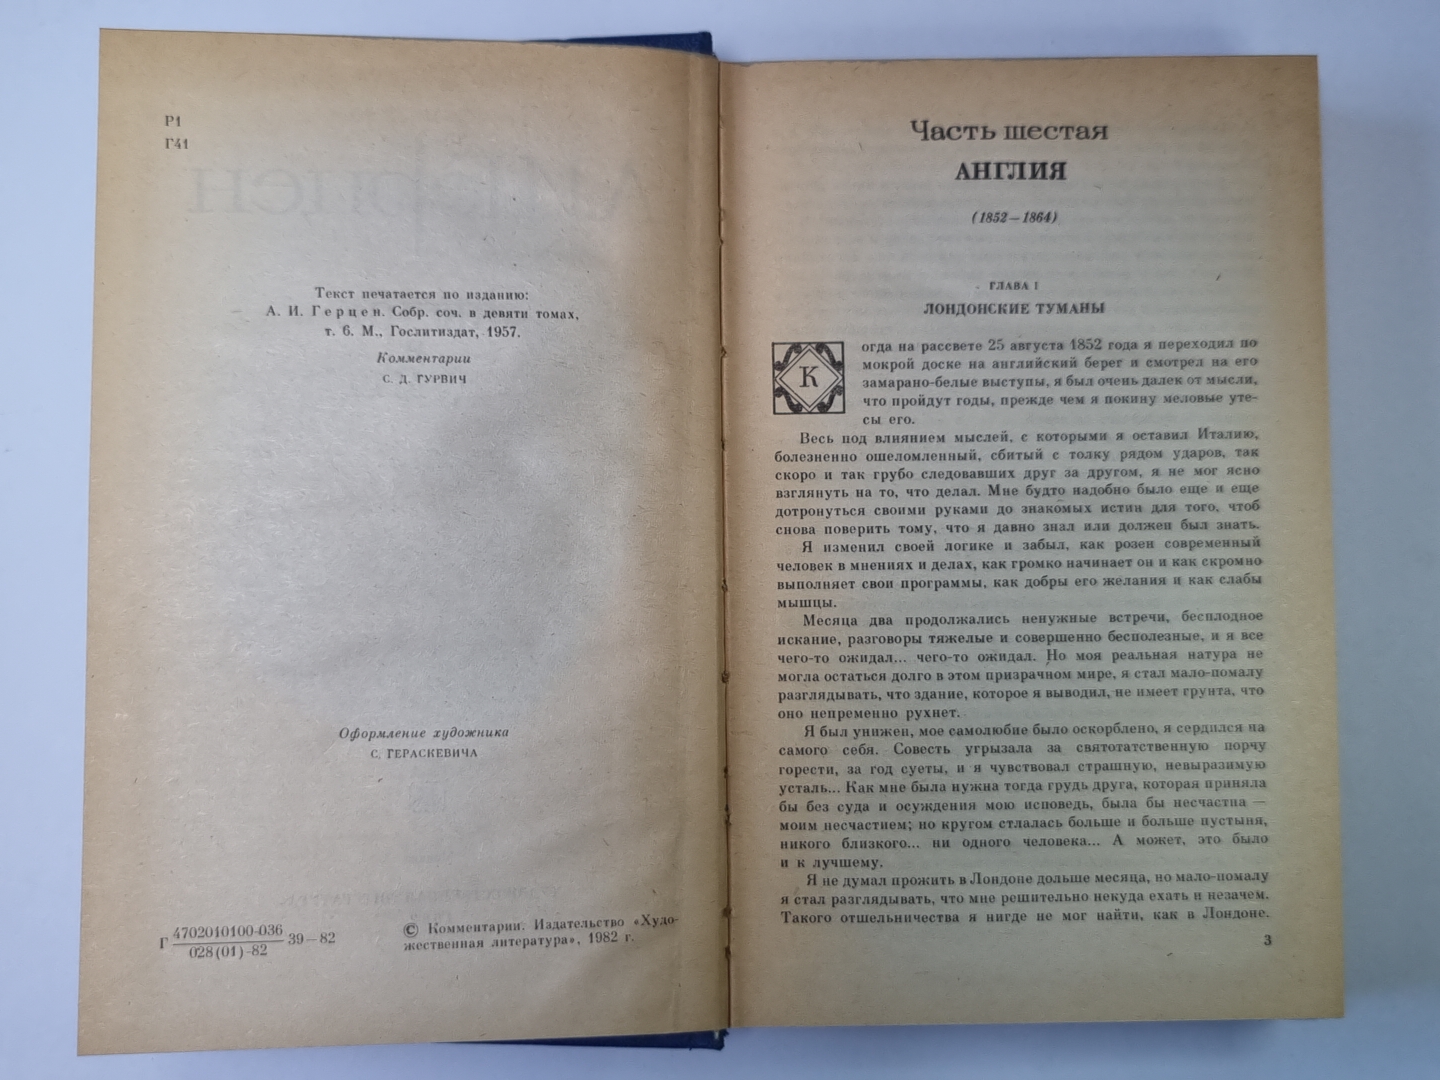 Р1
Г41
Текст печатается по изданию:
А. И. Герцен. Собр. соч. в девяти томах,
т. 6. М., Гослитиздат, 1957.
Комментарии
С. Д. ГУРВИЧ
Оформление художника
С. ГЕРАСКЕВИЧА
Г 4702010100-036 39—82
028(01)-82
© Комментарии. Издательство «Худо-
жественная литература», 1982 г.
Часть шестая
АНГЛИЯ
(1852—1864)
ГЛАВА I
ЛОНДОНСКИЕ ТУМАНЫ
Когда на рассвете 25 августа 1852 года я переходил по
мокрой доске на английский берег и смотрел на его
замарано-белые выступы, я был очень далек от мысли,
что пройдут годы, прежде чем я покину меловые уте-
сы его.
Весь под влиянием мыслей, с которыми я оставил Италию,
болезненно ошеломленный, сбитый с толку рядом ударов, так
скоро и так грубо следовавших друг за другом, я не мог ясно
взглянуть на то, что делал. Мне будто надобно было еще и еще
дотронуться своими руками до знакомых истин для того, чтоб
снова поверить тому, что я давно знал или должен был знать.
Я изменил своей логике и забыл, как розен современный
человек в мнениях и делах, как громко начинает он и как скромно
выполняет свои программы, как добры его желания и как слабы
мышцы.
Месяца два продолжались ненужные встречи, бесплодное
искание, разговоры тяжелые и совершенно бесполезные, и я все
чего-то ожидал... чего-то ожидал. Но моя реальная натура не
могла остаться долго в этом призрачном мире, я стал мало-помалу
разглядывать, что здание, которое я выводил, не имеет грунта, что
оно непременно рухнет.
Я был унижен, мое самолюбие было оскорблено, я сердился на
самого себя. Совесть угрызала за святотатственную порчу
горести, за год суеты, и я чувствовал страшную, невыразимую
усталь... Как мне была нужна тогда грудь друга, которая приняла
бы без суда и осуждения мою исповедь, была бы несчастна —
моим несчастием; но кругом стлалась больше и больше пустыня,
никого близкого... ни одного человека... А может, это было
и к лучшему.
Я не думал прожить в Лондоне дольше месяца, но мало-помалу
я стал разглядывать, что мне решительно некуда ехать и незачем.
Такого отшельничества я нигде не мог найти, как в Лондоне.
3